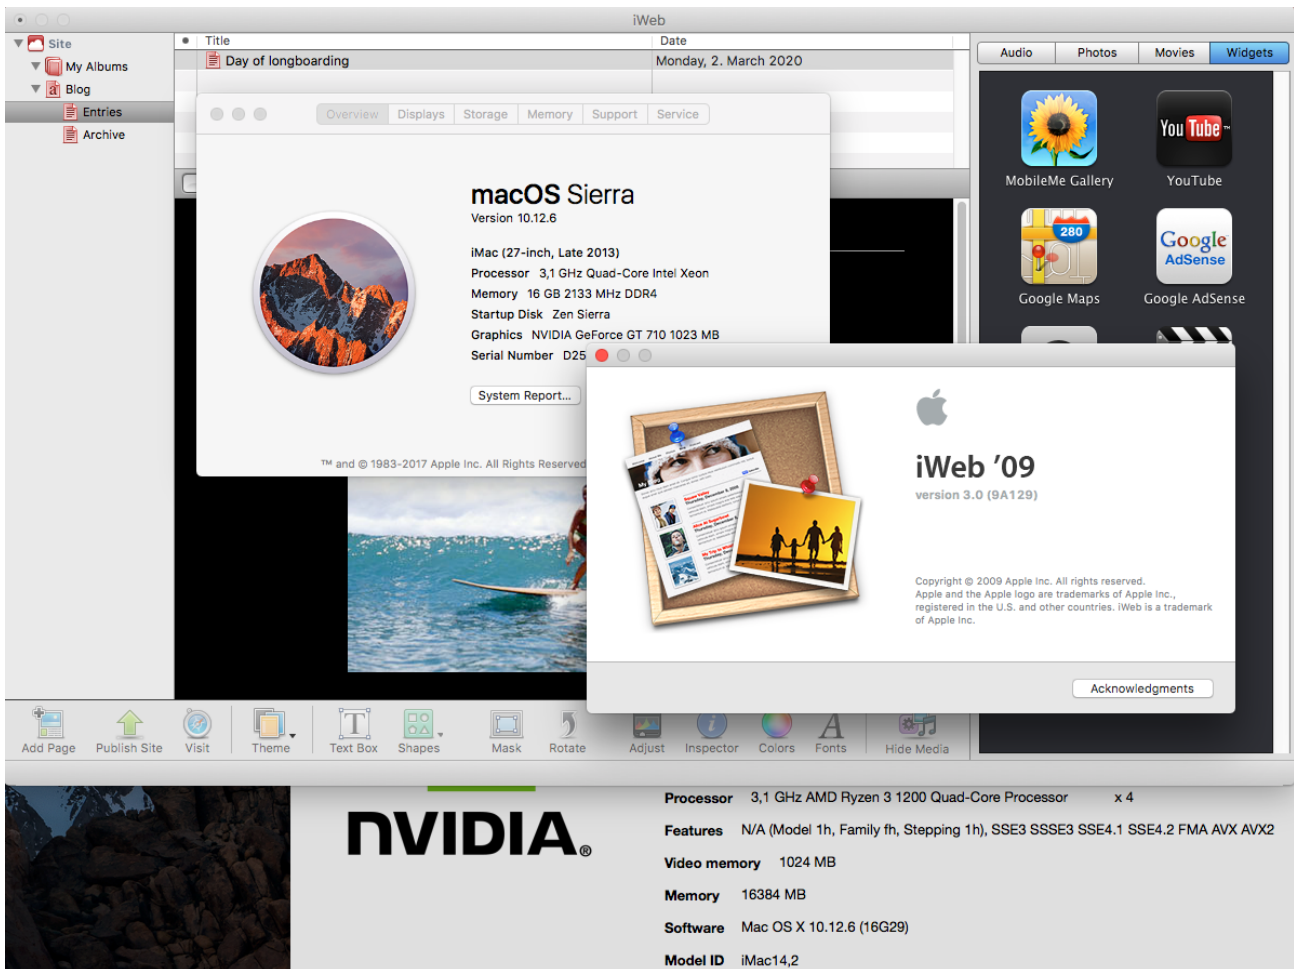 iWeb
Site
My Albums
Blog
Entries
Archive
Title
Date
Day of longboarding
Monday, 2. March 2020
Audio
Photos
Movies
Widgets
MobileMe Gallery
You Tube
YouTube
280
Google Maps
Google
AdSense
Google AdSense
Overview
Displays
Storage
Memory
Support
Service
macOS Sierra
Version 10.12.6
iMac (27-inch, Late 2013)
Processor 3,1 GHz Quad-Core Intel Xeon
Memory 16 GB 2133 MHz DDR4
Startup Disk Zen Sierra
Graphics NVIDIA GeForce GT 710 1023 MB
Serial Number D25
System Report...
™ and © 1983-2017 Apple Inc. All Rights Reserved
iWeb ’09
version 3.0 (9A129)
Copyright © 2009 Apple Inc. All rights reserved.
Apple and the Apple logo are trademarks of Apple Inc.,
registered in the U.S. and other countries. iWeb is a trademark
of Apple Inc.
Acknowledgments
Add Page
Publish Site
Visit
Theme
Text Box
Shapes
Mask
Rotate
Adjust
Inspector
Colors
Fonts
Hide Media
NVIDIA®
Processor 3,1 GHz AMD Ryzen 3 1200 Quad-Core Processor x 4
Features N/A (Model 1h, Family fh, Stepping 1h), SSE3 SSSE3 SSE4.1 SSE4.2 FMA AVX AVX2
Video memory 1024 MB
Memory 16384 MB
Software Mac OS X 10.12.6 (16G29)
Model ID iMac14,2